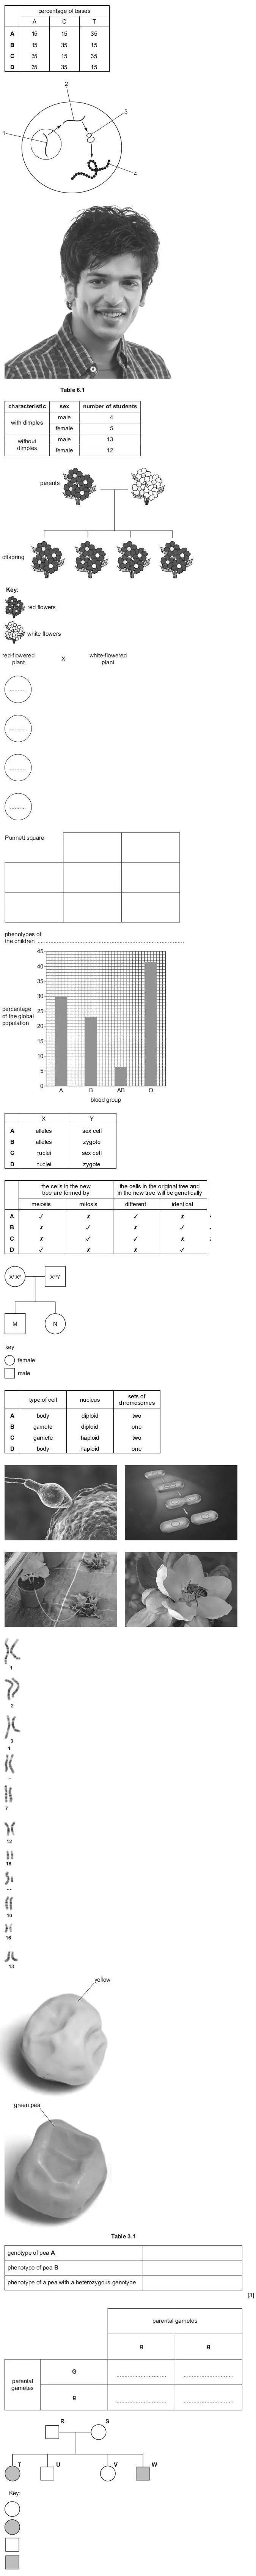 percentage of bases
A C T
A 15 15 35
B 15 35 15
C 35 15 35
D 35 35 15
2
3
1
4
Table 6.1
characteristic sex number of students
with dimples male 4
female 5
without dimples male 13
female 12
parents
offspring
Key:
red flowers
white flowers
red-flowered plant X white-flowered plant
Punnett square
phenotypes of
the children
45
40
35
30
25
20
15
10
5
0
percentage
of the global
population
A B AB O
blood group
X Y
A alleles sex cell
B alleles zygote
C nuclei sex cell
D nuclei zygote
the cells in the new tree are formed by
the cells in the original tree and in the new tree will be genetically
meiosis mitosis different identical
A ✓ ✗ ✓ ✗
B ✗ ✓ ✗ ✓
C ✗ ✓ ✓ ✗
D ✓ ✗ ✗ ✓
M N
key
female
male
type of cell nucleus sets of chromosomes
A body diploid two
B gamete diploid one
C gamete haploid two
D body haploid one
1
2
3
1
7
12
18
10
16
13
yellow
green pea
Table 3.1
genotype of pea A
phenotype of pea B
phenotype of a pea with a heterozygous genotype
[3]
parental gametes
g g
parental gametes
G
g
R S
T U V W
Key: